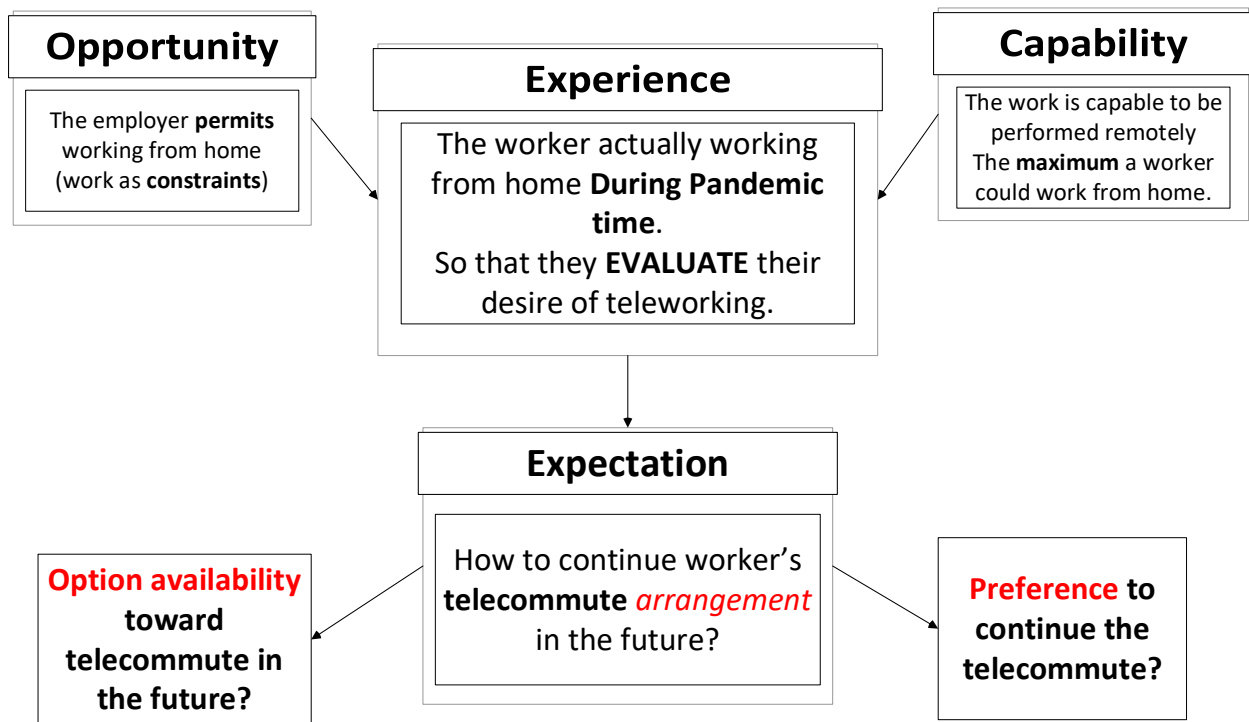 Opportunity
The employer permits
working from home
(work as constraints)
Experience
The worker actually working
from home During Pandemic
time.
So that they EVALUATE their
desire of teleworking.
Capability
The work is capable to be
performed remotely
The maximum a worker
could work from home.
Expectation
How to continue worker's
telecommute arrangement
in the future?
Option availability
toward
telecommute in
the future?
Preference to
continue the
telecommute?